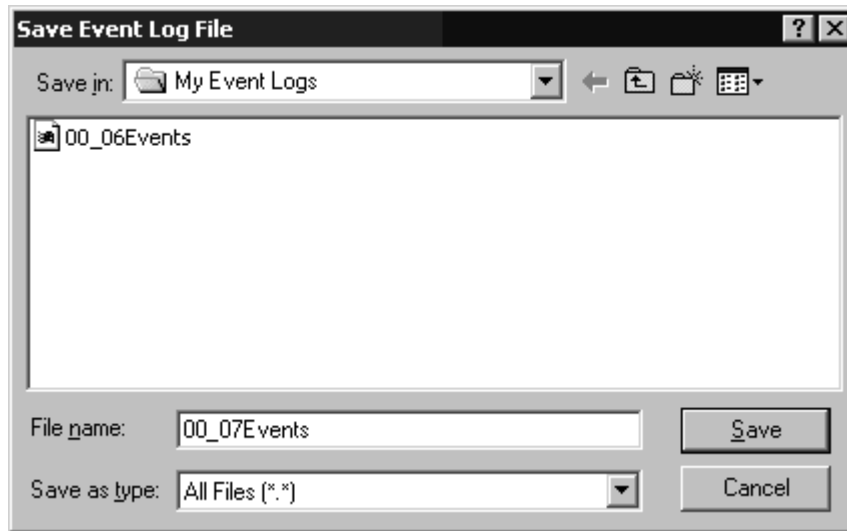 Save Event Log File
Save in: My Event Logs
00_06Events
File name: 00_07Events Save
Save as type: All Files (*.*) Cancel